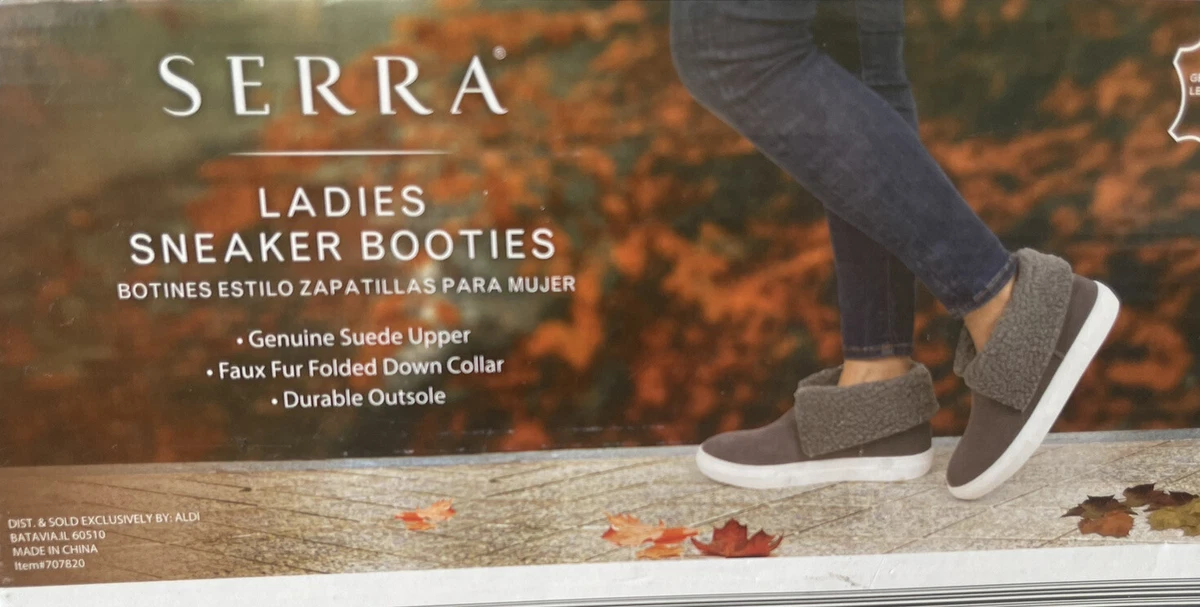 SERRA®
LADIES
SNEAKER BOOTIES
BOTINES ESTILO ZAPATILLAS PARA MUJER
• Genuine Suede Upper
• Faux Fur Folded Down Collar
• Durable Outsole
DIST. & SOLD EXCLUSIVELY BY: ALDI
BATAVIA,IL 60510
MADE IN CHINA
Item#707820